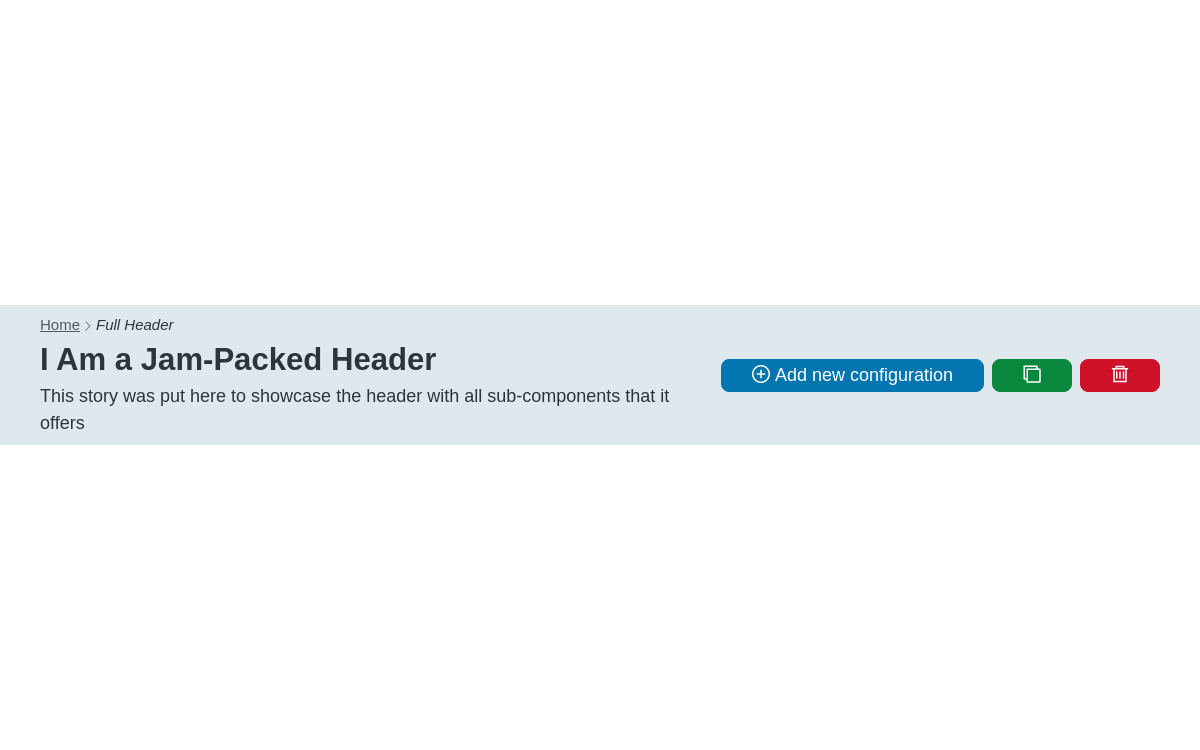 Home > Full Header
I Am a Jam-Packed Header
This story was put here to showcase the header with all sub-components that it
offers
Add new configuration